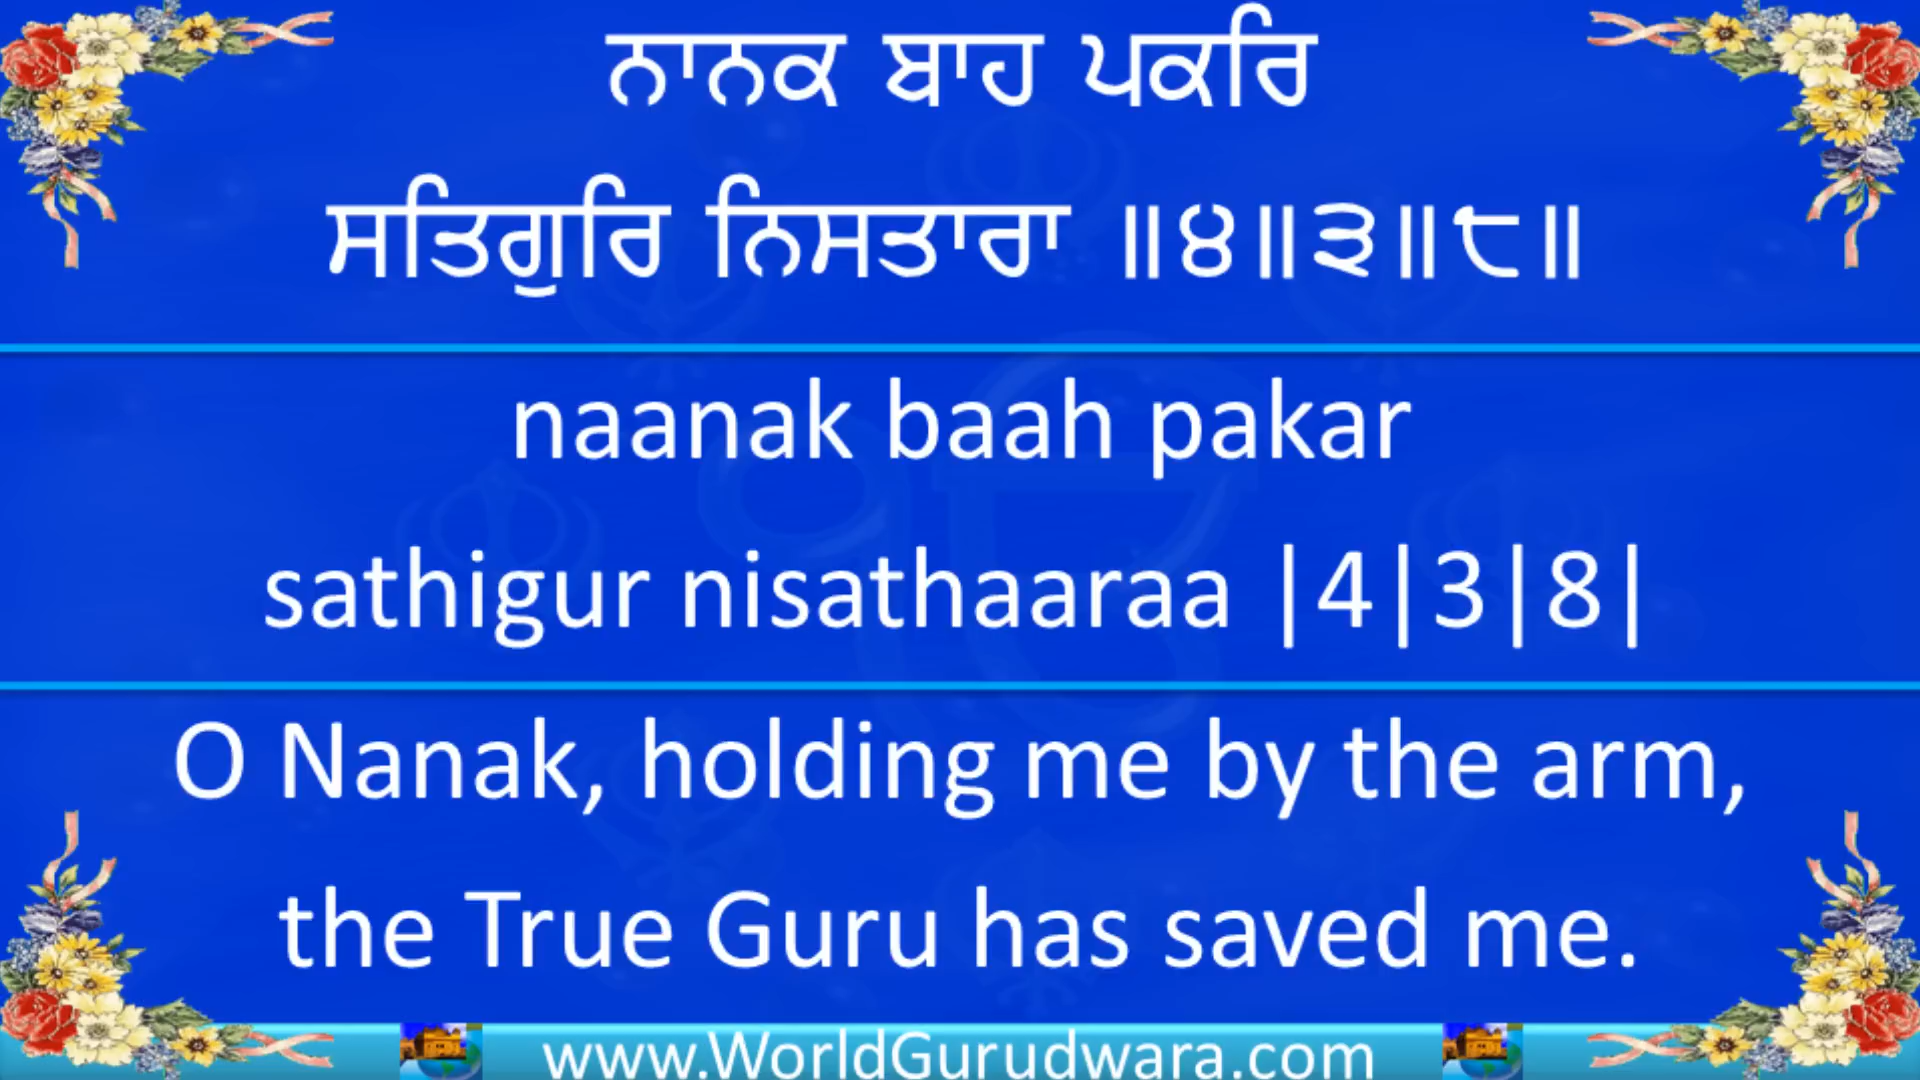 ਨਾਨਕ ਬਾਹ ਪਕਰਿ
ਸਤਿਗੁਰਿ ਨਿਸਤਾਰਾ ॥੪॥੩॥੮॥
naanak baah pakar
sathigur nisathaaraa |4|3|8|
O Nanak, holding me by the arm,
the True Guru has saved me.
www.WorldGurudwara.com